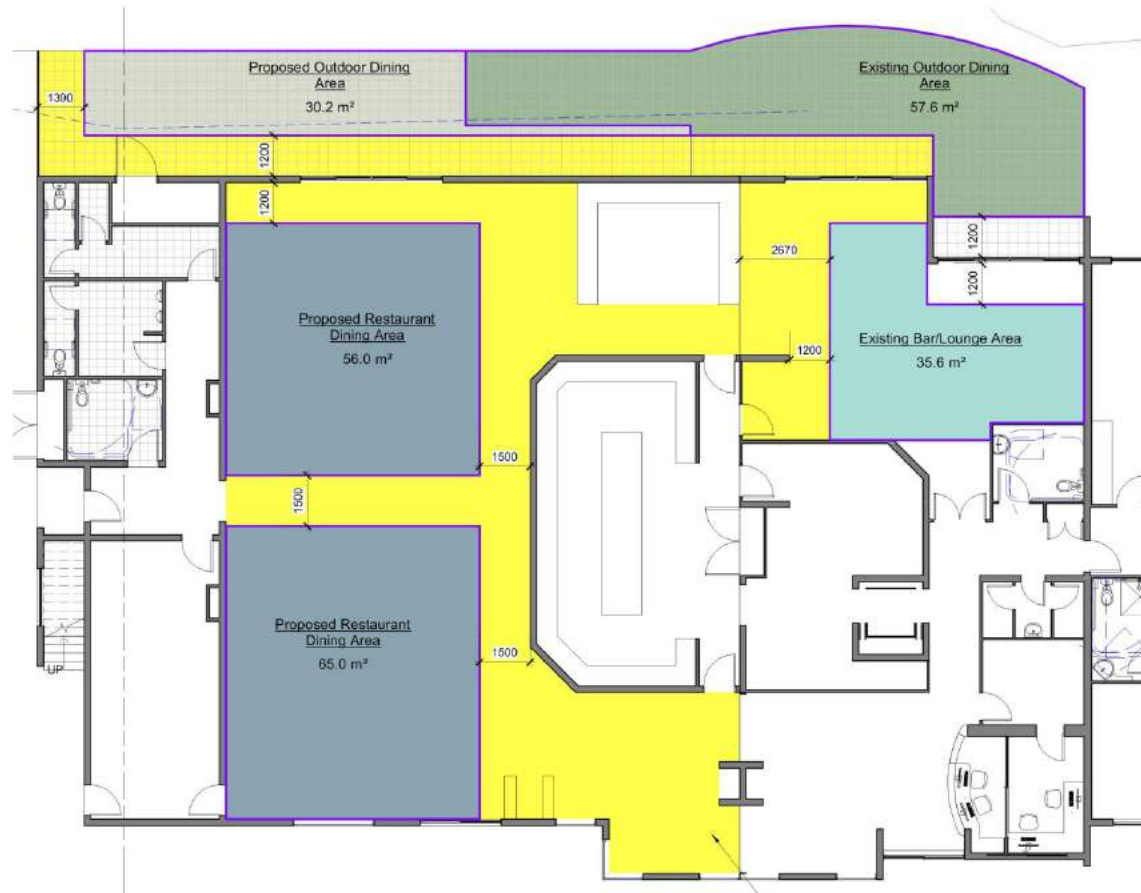 Proposed Outdoor Dining
Area
30.2 m²
Existing Outdoor Dining
Area
57.6 m²
1390
1200
1200
1200
2670
1200
Proposed Restaurant
Dining Area
56.0 m²
Existing Bar/Lounge Area
35.6 m²
1200
1500
1500
Proposed Restaurant
Dining Area
65.0 m²
1500
UP